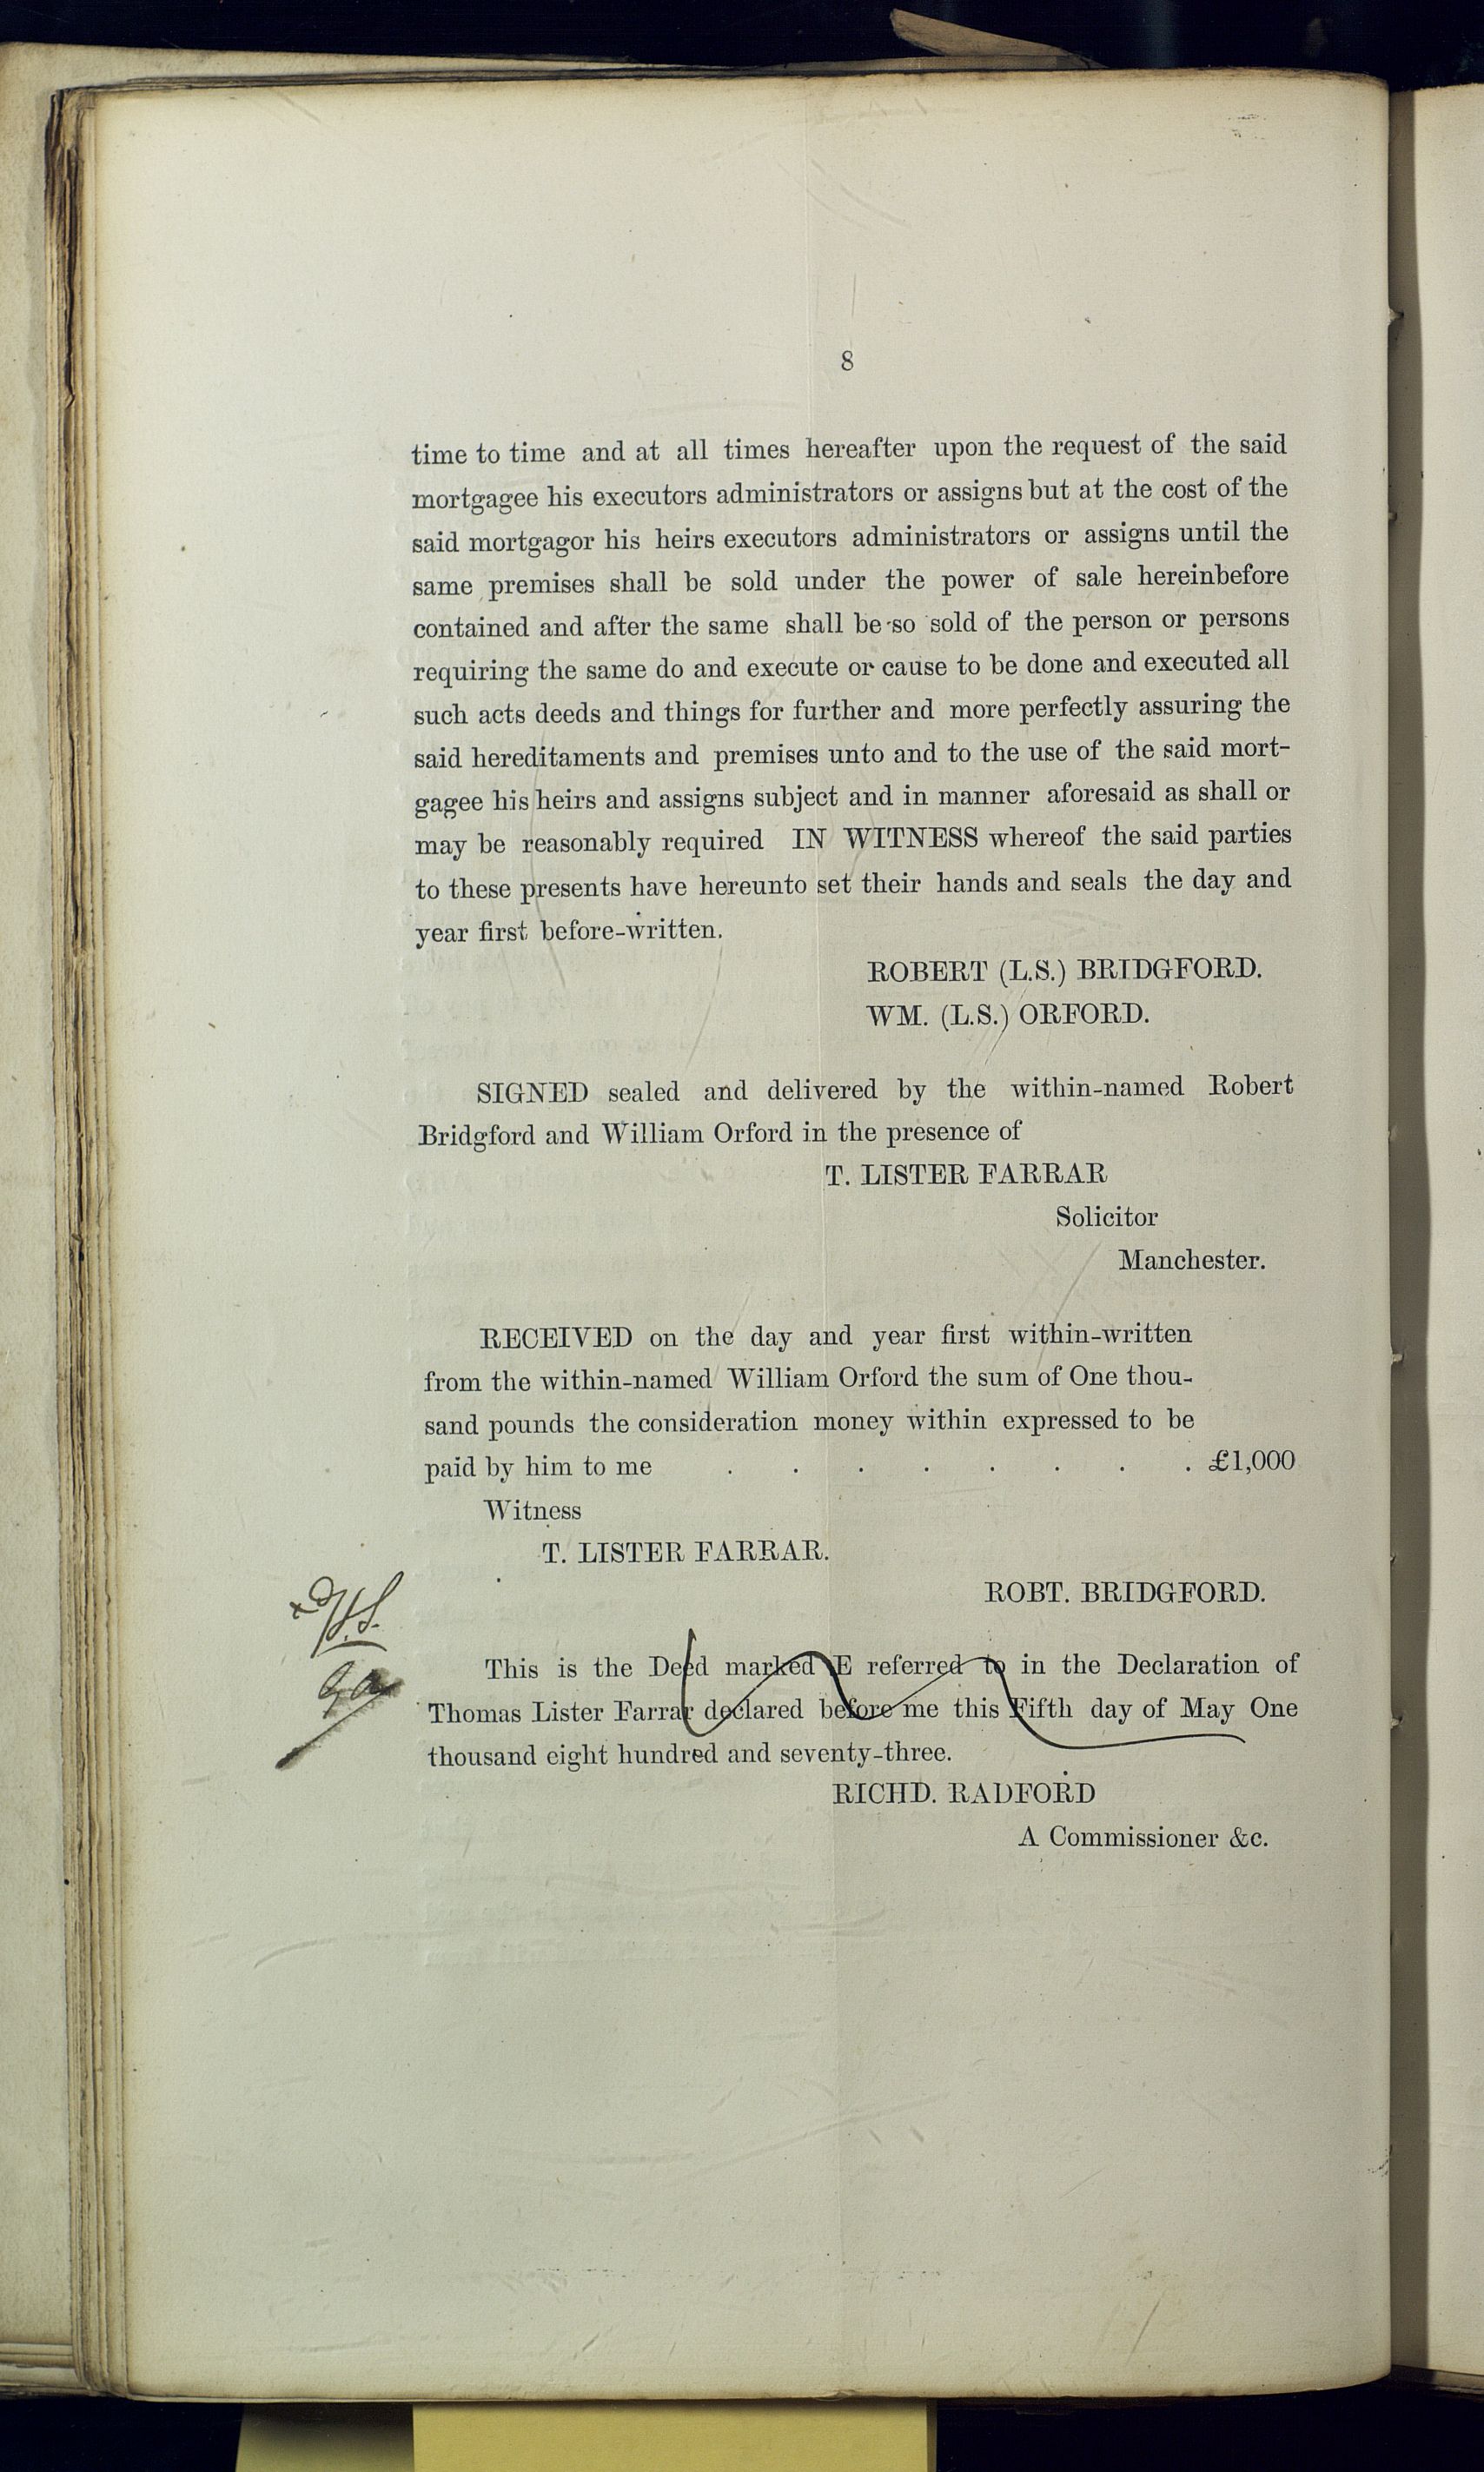 8
time to time and at all times hereafter upon the request of the said
mortgagee his executors administrators or assigns but at the cost of the
said mortgagor his heirs executors administrators or assigns until the
same premises shall be sold under the power of sale hereinbefore
contained and after the same shall be so sold of the person or persons
requiring the same do and execute or cause to be done and executed all
such acts deeds and things for further and more perfectly assuring the
said hereditaments and premises unto and to the use of the said mort-
gagee his heirs and assigns subject and in manner aforesaid as shall or
may be reasonably required IN WITNESS whereof the said parties
to these presents have hereunto set their hands and seals the day and
year first before-written.
ROBERT (L.S.) BRIDGFORD.
WM. (L.S.) ORFORD.
SIGNED sealed and delivered by the within-named Robert
Bridgford and William Orford in the presence of
T. LISTER FARRAR
Solicitor
Manchester.
RECEIVED on the day and year first within-written
from the within-named William Orford the sum of One thou-
sand pounds the consideration money within expressed to be
paid by him to me . . . . . . . . £1,000
Witness
T. LISTER FARRAR.
ROBT. BRIDGFORD.
This is the Deed marked E referred to in the Declaration of
Thomas Lister Farrar declared before me this Fifth day of May One
thousand eight hundred and seventy-three.
RICHD. RADFORD
A Commissioner &c.